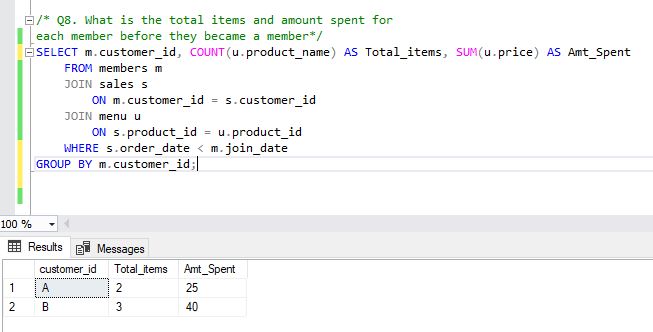 /* Q8. What is the total items and amount spent for
each member before they became a member*/
SELECT m.customer_id, COUNT(u.product_name) AS Total_items, SUM(u.price) AS Amt_Spent
FROM members m
JOIN sales s
ON m.customer_id = s.customer_id
JOIN menu u
ON s.product_id = u.product_id
WHERE s.order_date < m.join_date
GROUP BY m.customer_id;
100 %
Results Messages
customer_id Total_items Amt_Spent
1 A 2 25
2 B 3 40